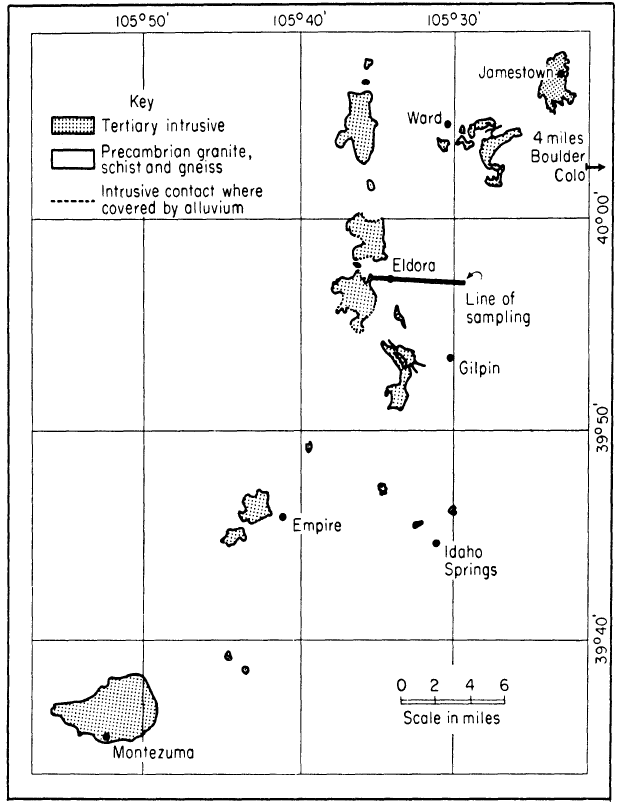 105°50'
105°40'
105°30'
Key
Tertiary intrusive
Precambrian granite,
schist and gneiss
Intrusive contact where
covered by alluvium
Jamestown
Ward
4 miles
Boulder
Colo
40°00'
Eldora
Line of
sampling
Gilpin
39°50'
Empire
Idaho
Springs
39°40'
0 2 4 6
Scale in miles
Montezuma